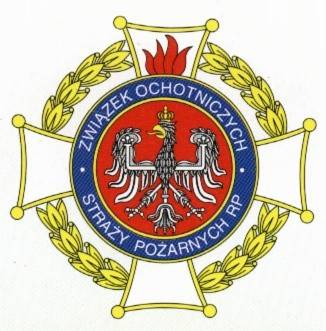 ZWIĄZEK OCHOTNICZYCH
STRAŻY POŻARNYCH RP